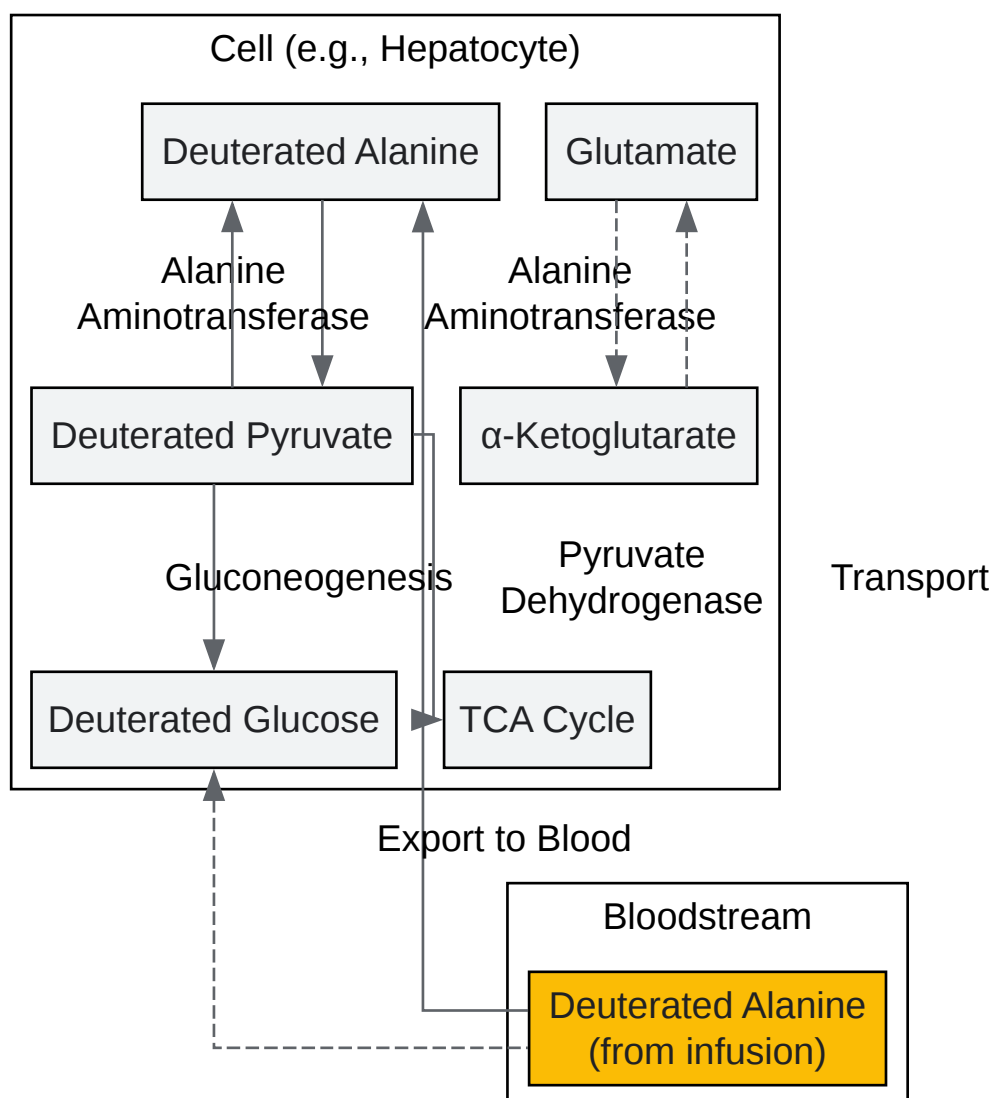 Cell (e.g., Hepatocyte)
Deuterated Alanine
Glutamate
Alanine
Aminotransferase
Alanine
Aminotransferase
Deuterated Pyruvate
α-Ketoglutarate
Gluconeogenesis
Pyruvate
Dehydrogenase
Transport
Deuterated Glucose
TCA Cycle
Export to Blood
Bloodstream
Deuterated Alanine
(from infusion)